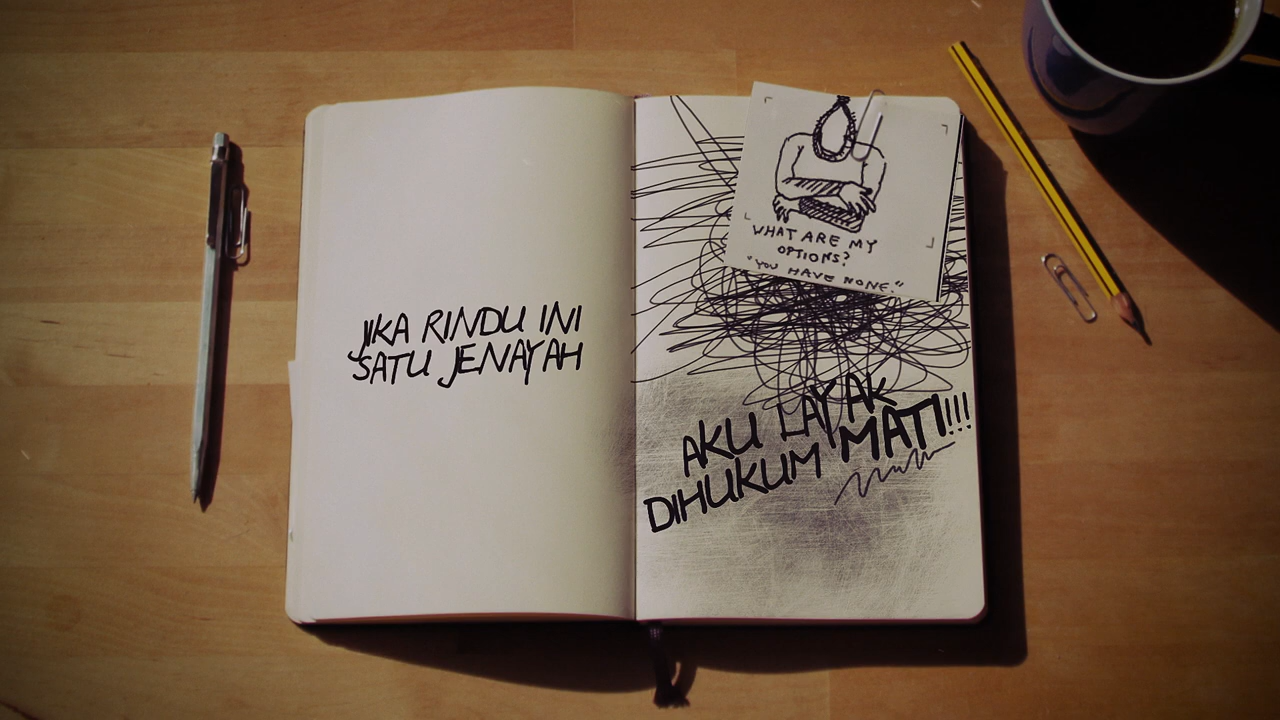 JIKA RINDU INI
SATU JENAYAH
WHAT ARE MY
OPTIONS?
"YOU HAVE NONE."
AKU LAYAK
DIHUKUM MATI!!!